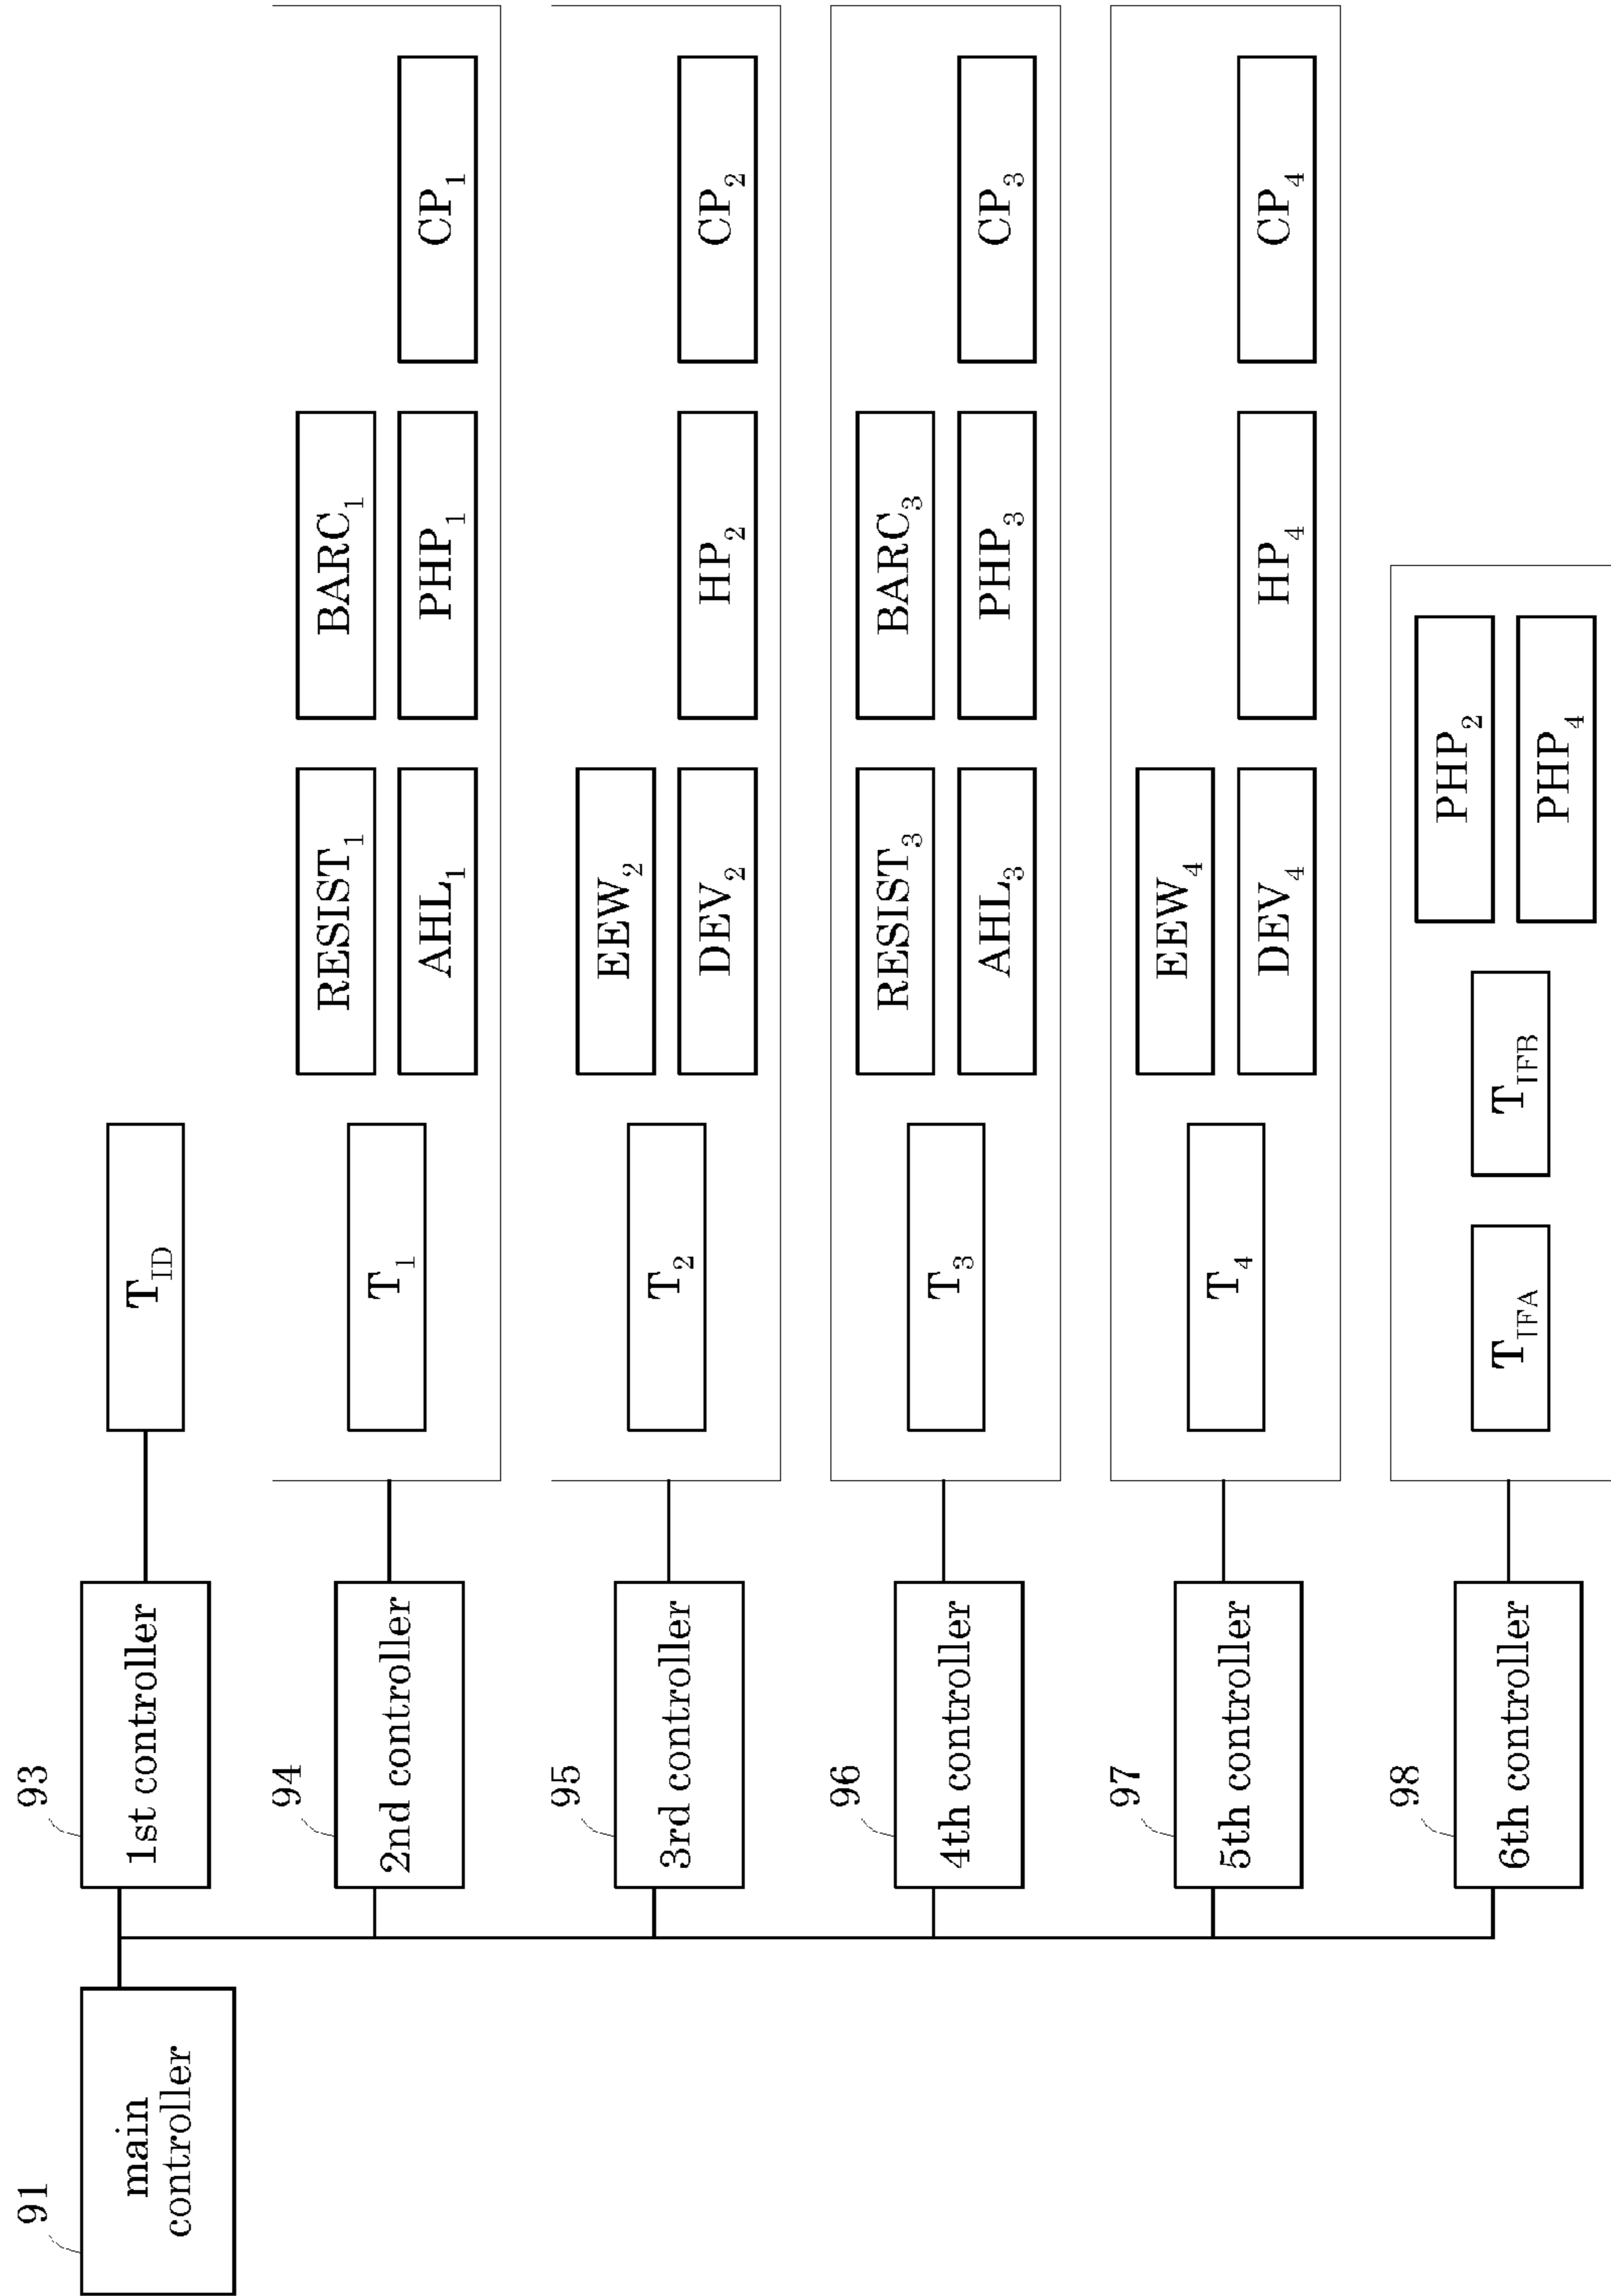 91
main
controller
93
1st controller
T_ID
94
2nd controller
T_1
RESIST_1
BARC_1
AHL_1
PHP_1
CP_1
95
3rd controller
T_2
EEW_2
DEV_2
HP_2
CP_2
96
4th controller
T_3
RESIST_3
BARC_3
AHL_3
PHP_3
CP_3
97
5th controller
T_4
EEW_4
DEV_4
HP_4
CP_4
98
6th controller
T_IFA
T_IFB
PHP_2
PHP_4